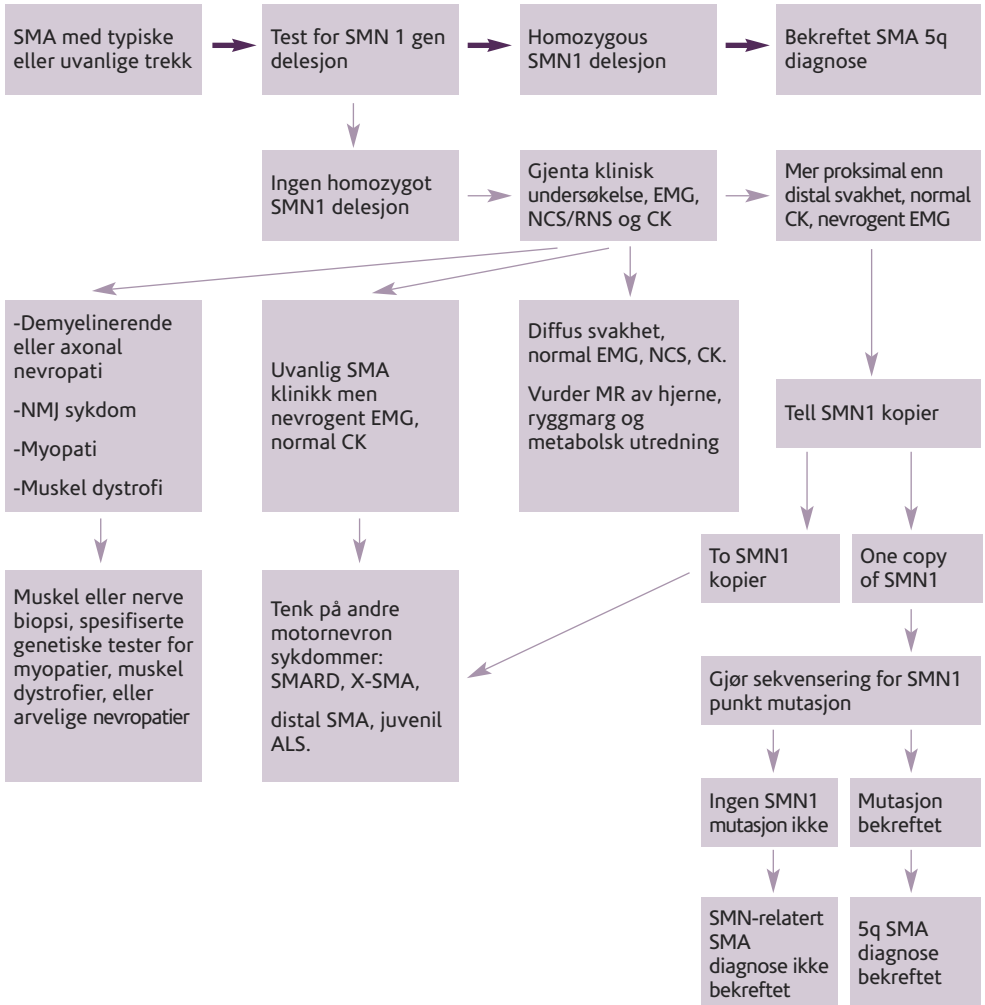 SMA med typiske
eller uvanlige trekk
Test for SMN 1 gen
delesjon
Homozygous
SMN1 delesjon
Bekreftet SMA 5q
diagnose
Ingen homozygot
SMN1 delesjon
Gjenta klinisk
undersøkelse, EMG,
NCS/RNS og CK
Mer proksimal enn
distal svakhet, normal
CK, nevrogent EMG
-Demyelinerende
eller axonal
nevropati
-NMJ sykdom
-Myopati
-Muskel dystrofi
Uvanlig SMA
klinikk men
nevrogent EMG,
normal CK
Diffus svakhet,
normal EMG, NCS, CK.
Vurder MR av hjerne,
ryggmarg og
metabolsk utredning
Tell SMN1 kopier
To SMN1
kopier
One copy
of SMN1
Muskel eller nerve
biopsi, spesifiserte
genetiske tester for
myopatier, muskel
dystrofier, eller
arvelige nevropatier
Tenk på andre
motornevron
sykdommer:
SMARD, X-SMA,
distal SMA, juvenil
ALS.
Gjør sekvensering for SMN1
punkt mutasjon
Ingen SMN1
mutasjon ikke
Mutasjon
bekreftet
SMN-relatert
SMA
diagnose ikke
bekreftet
5q SMA
diagnose
bekreftet